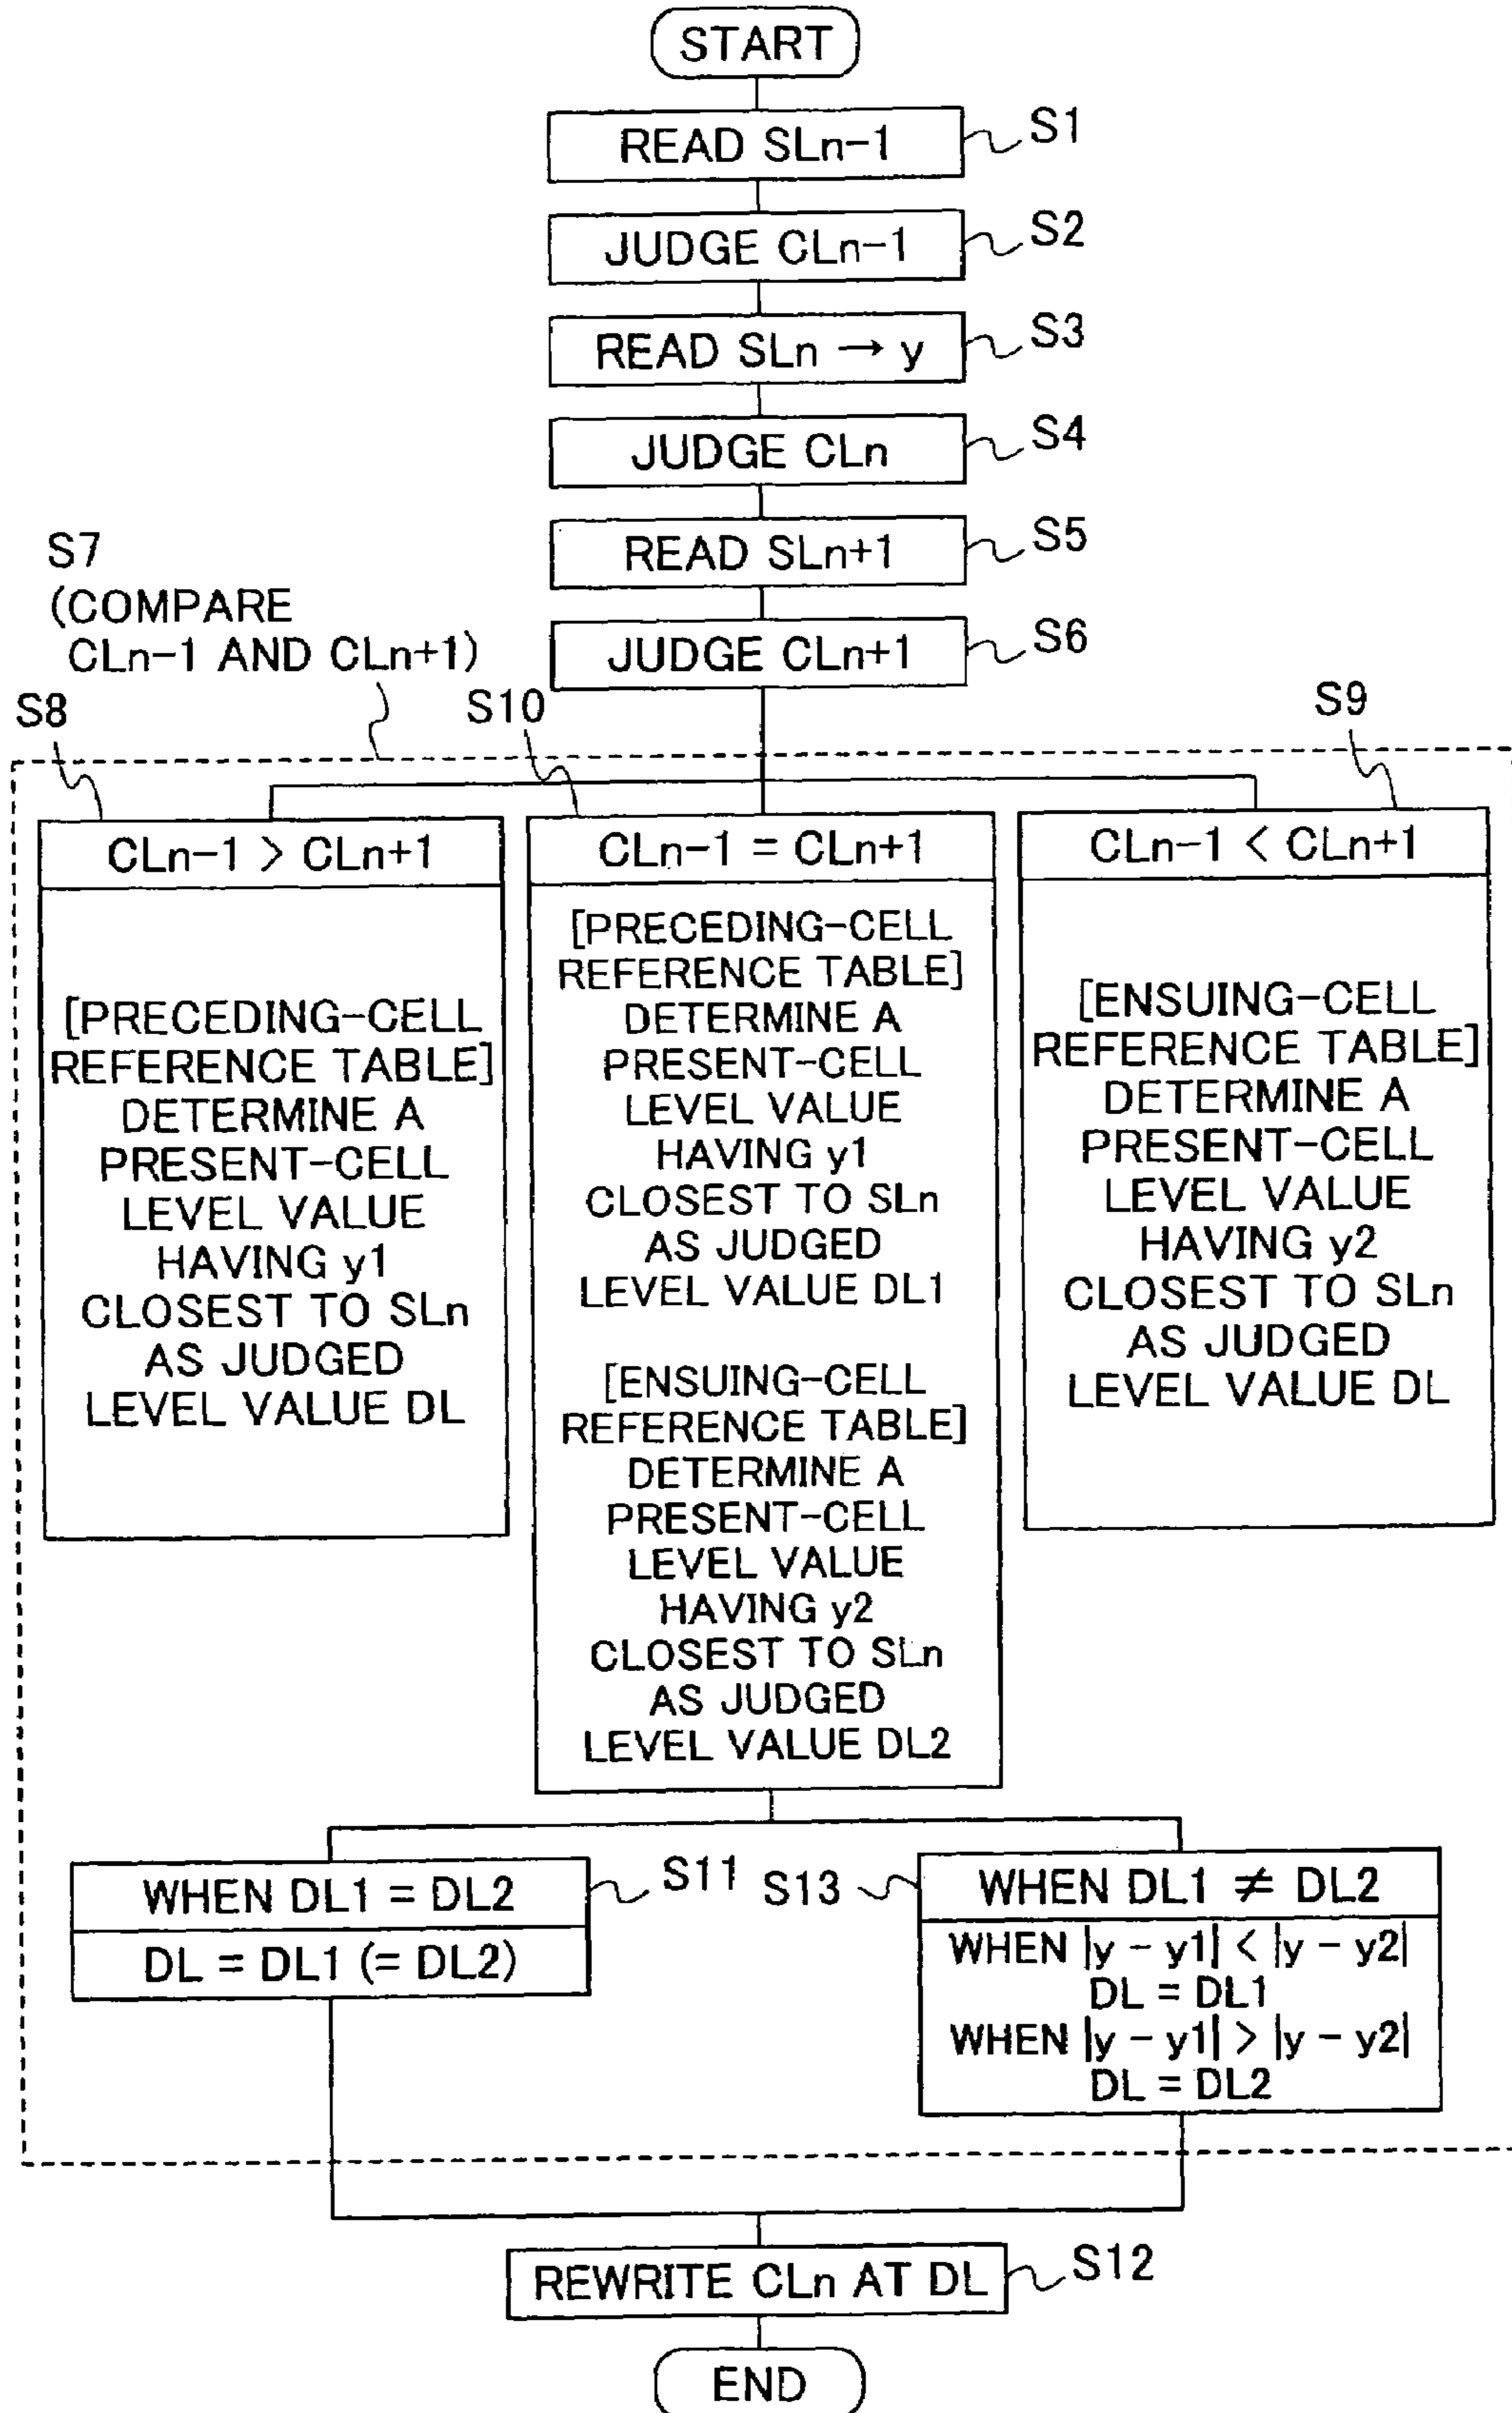 START
READ SLn-1
S1
JUDGE CLn-1
S2
READ SLn → y
S3
JUDGE CLn
S4
READ SLn+1
S5
JUDGE CLn+1
S6
S7
(COMPARE
CLn-1 AND CLn+1)
S8
CLn-1 > CLn+1
[PRECEDING-CELL
REFERENCE TABLE]
DETERMINE A
PRESENT-CELL
LEVEL VALUE
HAVING y1
CLOSEST TO SLn
AS JUDGED
LEVEL VALUE DL
S10
CLn-1 = CLn+1
[PRECEDING-CELL
REFERENCE TABLE]
DETERMINE A
PRESENT-CELL
LEVEL VALUE
HAVING y1
CLOSEST TO SLn
AS JUDGED
LEVEL VALUE DL1
[ENSUING-CELL
REFERENCE TABLE]
DETERMINE A
PRESENT-CELL
LEVEL VALUE
HAVING y2
CLOSEST TO SLn
AS JUDGED
LEVEL VALUE DL2
S9
CLn-1 < CLn+1
[ENSUING-CELL
REFERENCE TABLE]
DETERMINE A
PRESENT-CELL
LEVEL VALUE
HAVING y2
CLOSEST TO SLn
AS JUDGED
LEVEL VALUE DL
WHEN DL1 = DL2
S11
DL = DL1 (= DL2)
S13
WHEN DL1 ≠ DL2
WHEN |y - y1| < |y - y2|
DL = DL1
WHEN |y - y1| > |y - y2|
DL = DL2
REWRITE CLn AT DL
S12
END